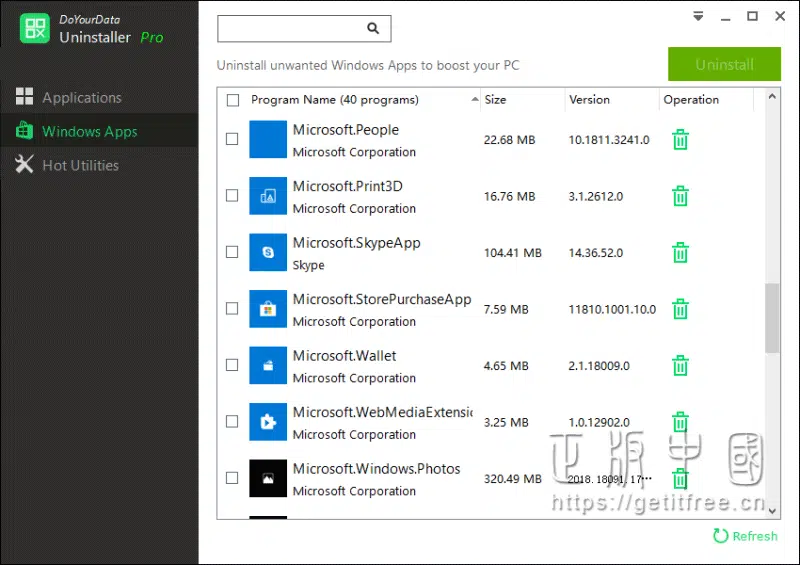 DoYourData
Uninstaller Pro
Applications
Windows Apps
Hot Utilities
Uninstall unwanted Windows Apps to boost your PC
Uninstall
Program Name (40 programs) Size Version Operation
Microsoft.People
Microsoft Corporation
22.68 MB 10.1811.3241.0
Microsoft.Print3D
Microsoft Corporation
16.76 MB 3.1.2612.0
Microsoft.SkypeApp
Skype
104.41 MB 14.36.52.0
Microsoft.StorePurchaseApp
Microsoft Corporation
7.59 MB 11810.1001.10.0
Microsoft.Wallet
Microsoft Corporation
4.65 MB 2.1.18009.0
Microsoft.WebMediaExtensio
Microsoft Corporation
3.25 MB 1.0.12902.0
Microsoft.Windows.Photos
Microsoft Corporation
320.49 MB 2018.18091.17···
正版中國
https://getitfree.cn
Refresh